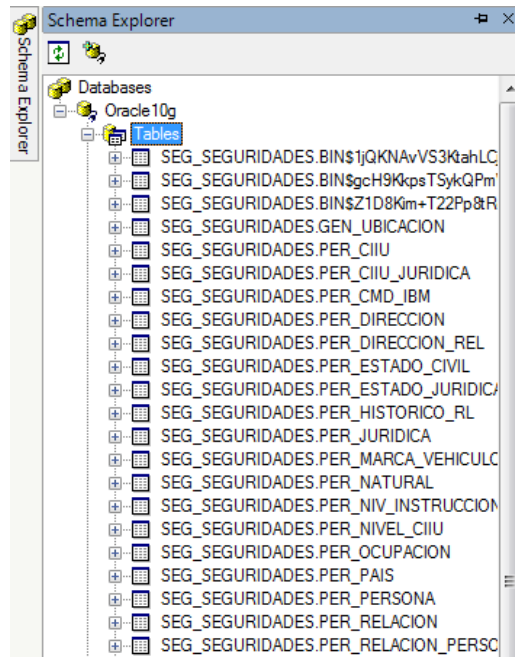 Schema Explorer
Schema Explorer
Databases
Oracle10g
Tables
SEG_SEGURIDADES.BIN$1jQKNAvVS3KtahLC
SEG_SEGURIDADES.BIN$gcH9KkpsTSykQPm
SEG_SEGURIDADES.BIN$Z1D8Kim+T22Pp8tR
SEG_SEGURIDADES.GEN_UBICACION
SEG_SEGURIDADES.PER_CIIU
SEG_SEGURIDADES.PER_CIIU_JURIDICA
SEG_SEGURIDADES.PER_CMD_IBM
SEG_SEGURIDADES.PER_DIRECCION
SEG_SEGURIDADES.PER_DIRECCION_REL
SEG_SEGURIDADES.PER_ESTADO_CIVIL
SEG_SEGURIDADES.PER_ESTADO_JURIDICA
SEG_SEGURIDADES.PER_HISTORICO_RL
SEG_SEGURIDADES.PER_JURIDICA
SEG_SEGURIDADES.PER_MARCA_VEHICULO
SEG_SEGURIDADES.PER_NATURAL
SEG_SEGURIDADES.PER_NIV_INSTRUCCION
SEG_SEGURIDADES.PER_NIVEL_CIIU
SEG_SEGURIDADES.PER_OCUPACION
SEG_SEGURIDADES.PER_PAIS
SEG_SEGURIDADES.PER_PERSONA
SEG_SEGURIDADES.PER_RELACION
SEG_SEGURIDADES.PER_RELACION_PERSO